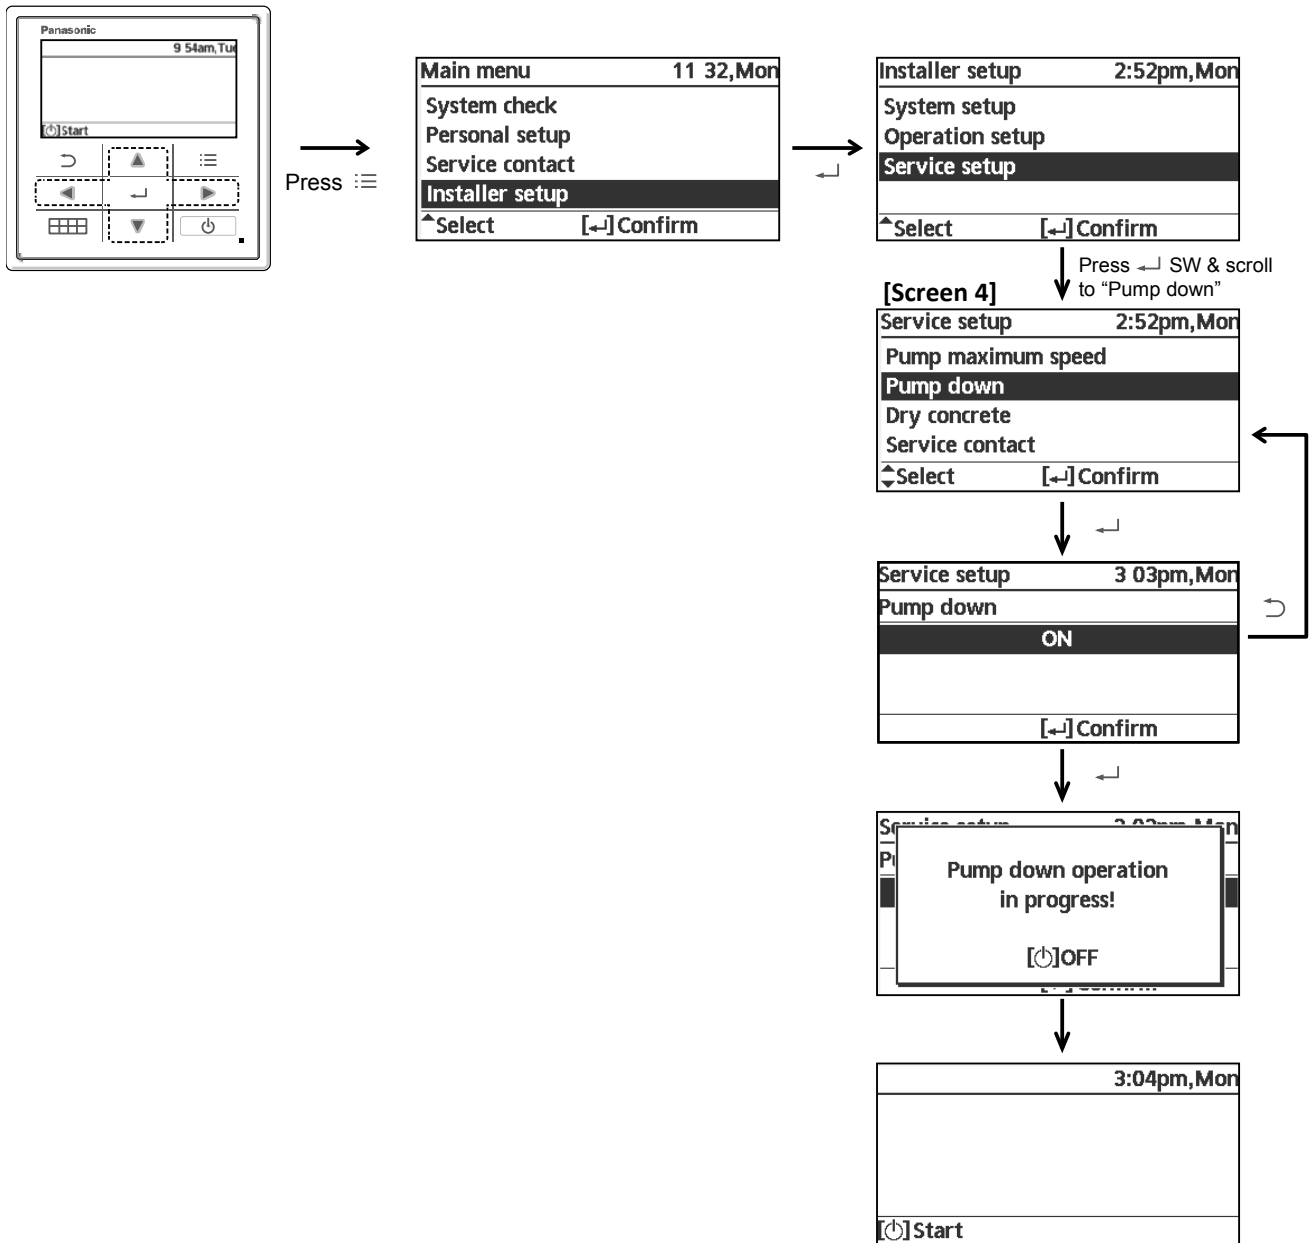 Panasonic
9 54am,Tue
[⏻]Start
Press
Main menu 11 32,Mon
System check
Personal setup
Service contact
Installer setup
Select [↵]Confirm
Installer setup 2:52pm,Mon
System setup
Operation setup
Service setup
Select [↵]Confirm
Press ↵ SW & scroll
to “Pump down”
[Screen 4]
Service setup 2:52pm,Mon
Pump maximum speed
Pump down
Dry concrete
Service contact
Select [↵]Confirm
Service setup 3 03pm,Mon
Pump down
ON
[↵]Confirm
Pump down operation
in progress!
[⏻]OFF
3:04pm,Mon
[⏻]Start